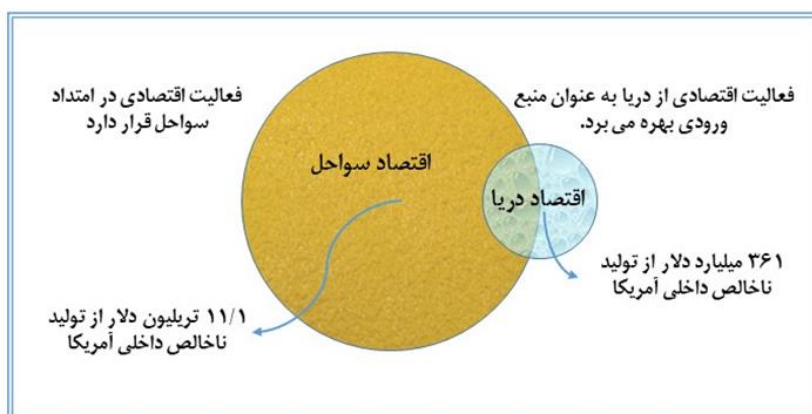 فعالیت اقتصادی از دریا به عنوان منبع
ورودی بهره می برد.
فعالیت اقتصادی در امتداد
سواحل قرار دارد
اقتصاد سواحل
اقتصاد دریا
۳۶۱ میلیارد دلار از تولید
ناخالص داخلی آمریکا
۱۱/۱ تریلیون دلار از تولید
ناخالص داخلی آمریکا